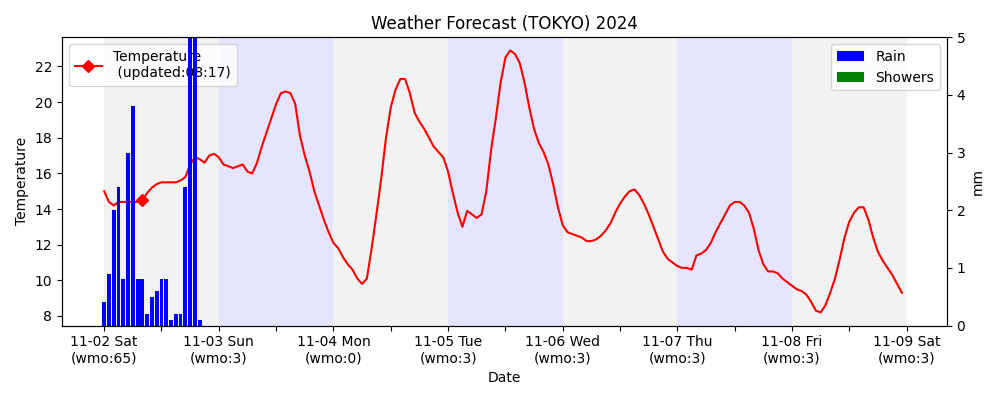 Weather Forecast (TOKYO) 2024
Temperature
(updated:08:17)
Rain
Showers
Temperature
22
20
18
16
14
12
10
8
5
4
3
2
1
0
mm
11-02 Sat
(wmo:65)
11-03 Sun
(wmo:3)
11-04 Mon
(wmo:0)
11-05 Tue
(wmo:3)
11-06 Wed
(wmo:3)
11-07 Thu
(wmo:3)
11-08 Fri
(wmo:3)
11-09 Sat
(wmo:3)
Date